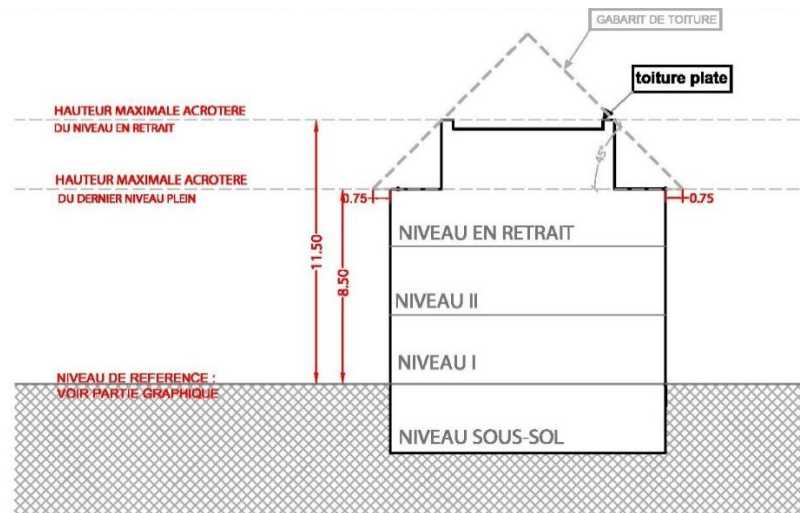 GABARIT DE TOITURE
toiture plate
HAUTEUR MAXIMALE ACROTERE
DU NIVEAU EN RETRAIT
45°
HAUTEUR MAXIMALE ACROTERE
DU DERNIER NIVEAU PLEIN
0.75
0.75
11.50
8.50
NIVEAU EN RETRAIT
NIVEAU II
NIVEAU I
NIVEAU DE REFERENCE :
VOIR PARTIE GRAPHIQUE
NIVEAU SOUS-SOL